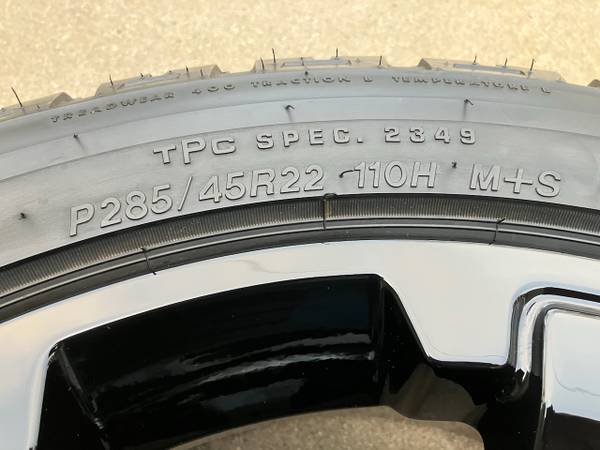 TREADWEAR 400 TRACTION B TEMPERATURE B
TPC SPEC. 2349
P285/45R22 110H M+S